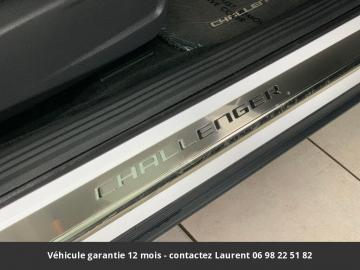 CHALLENGER
CHALLENGER
Véhicule garantie 12 mois - contactez Laurent 06 98 22 51 82